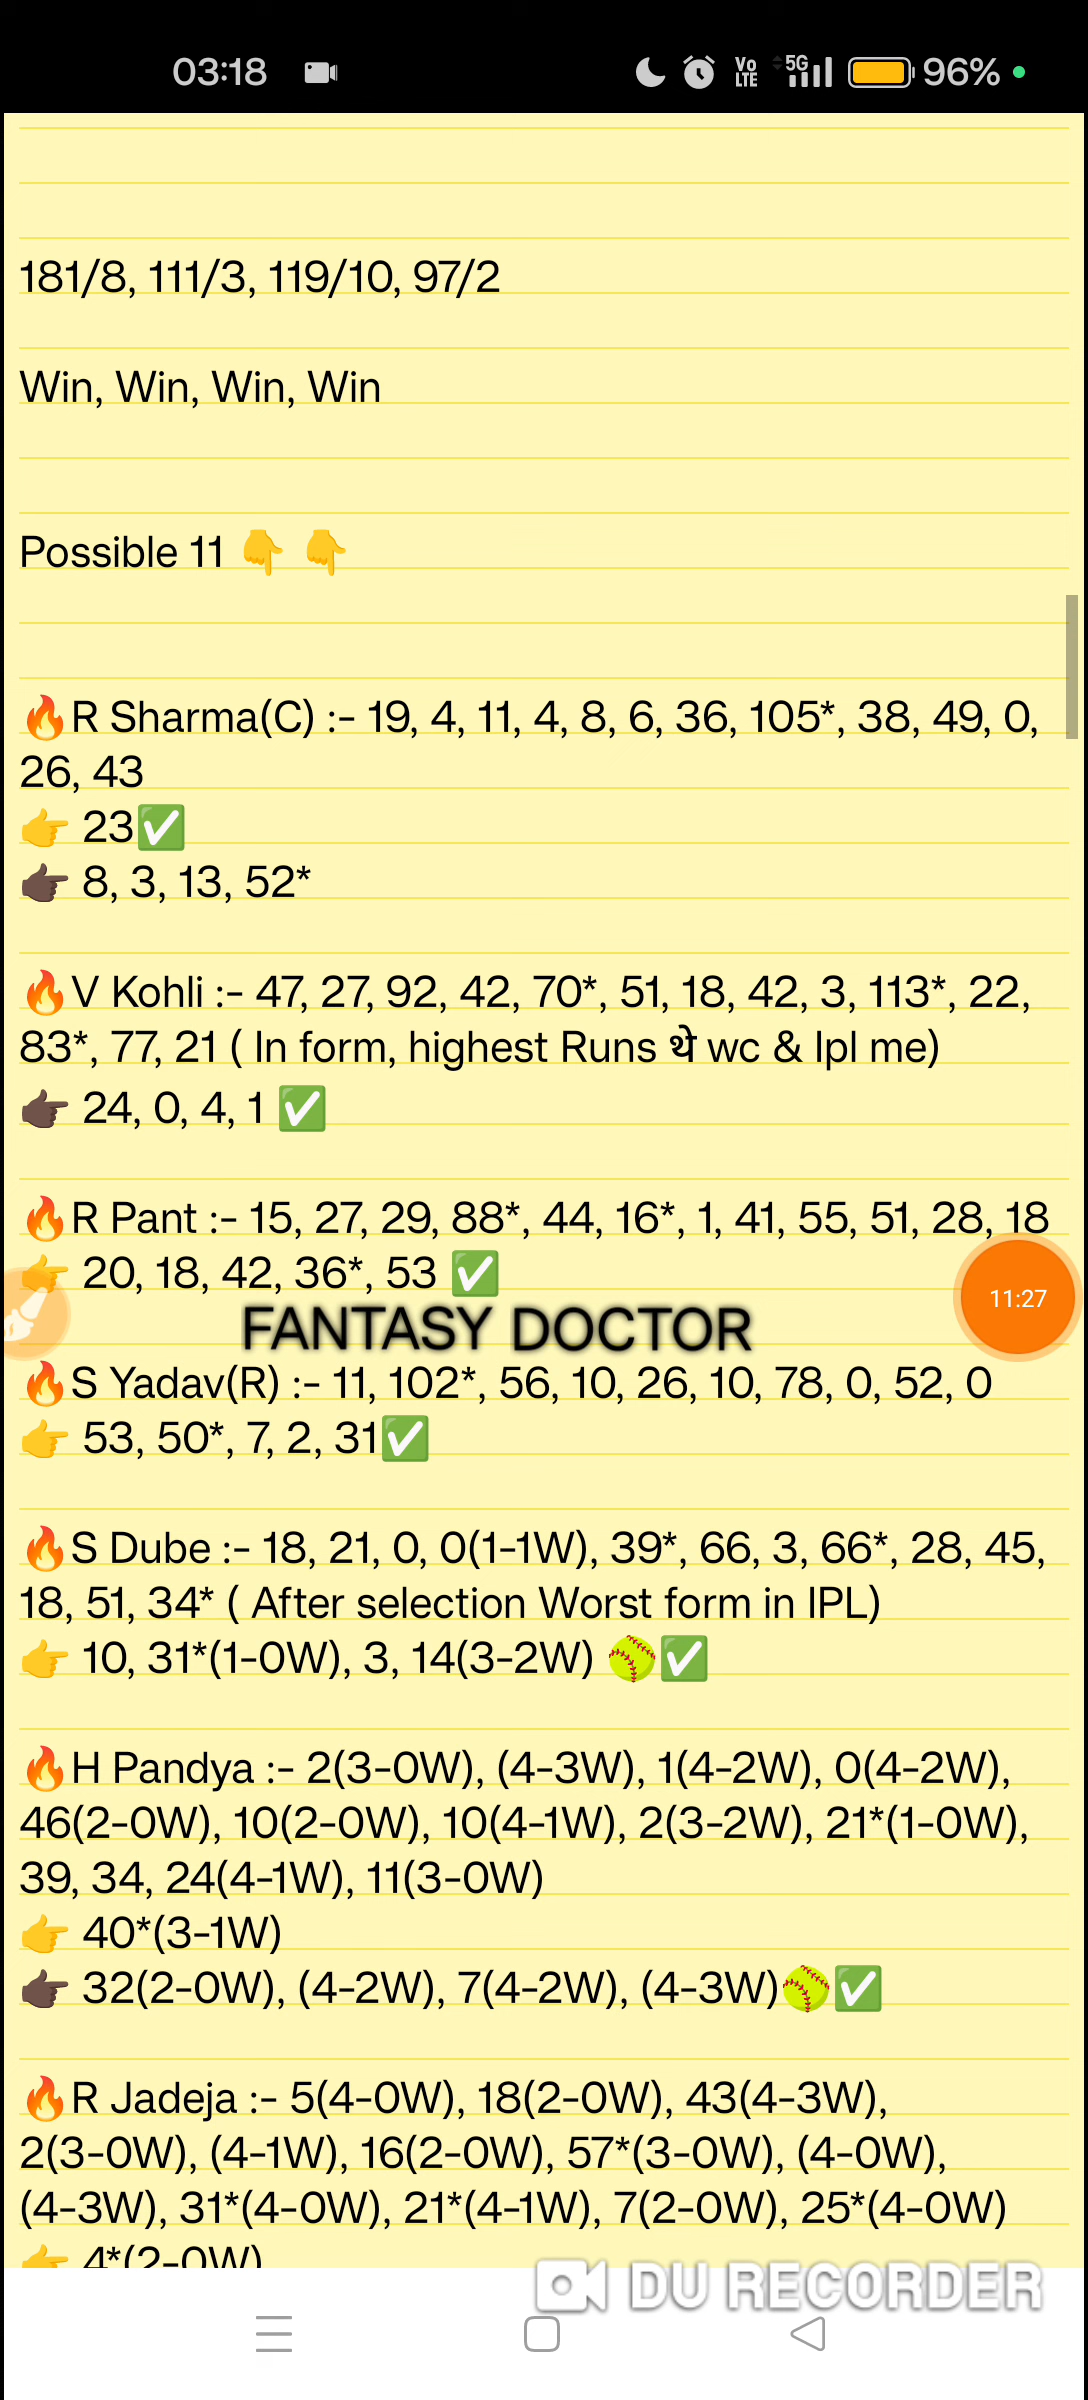 03:18 Vo LTE 5G 96%
181/8, 111/3, 119/10, 97/2
Win, Win, Win, Win
Possible 11 👇 👇
🔥R Sharma(C) :- 19, 4, 11, 4, 8, 6, 36, 105*, 38, 49, 0,
26, 43
👉 23✅
👉🏿 8, 3, 13, 52*
🔥V Kohli :- 47, 27, 92, 42, 70*, 51, 18, 42, 3, 113*, 22,
83*, 77, 21 ( In form, highest Runs थे wc & Ipl me)
👉🏿 24, 0, 4, 1 ✅
🔥R Pant :- 15, 27, 29, 88*, 44, 16*, 1, 41, 55, 51, 28, 18
👉 20, 18, 42, 36*, 53 ✅
11:27
FANTASY DOCTOR
🔥S Yadav(R) :- 11, 102*, 56, 10, 26, 10, 78, 0, 52, 0
👉 53, 50*, 7, 2, 31✅
🔥S Dube :- 18, 21, 0, 0(1-1W), 39*, 66, 3, 66*, 28, 45,
18, 51, 34* ( After selection Worst form in IPL)
👉 10, 31*(1-0W), 3, 14(3-2W) 🥎✅
🔥H Pandya :- 2(3-0W), (4-3W), 1(4-2W), 0(4-2W),
46(2-0W), 10(2-0W), 10(4-1W), 2(3-2W), 21*(1-0W),
39, 34, 24(4-1W), 11(3-0W)
👉 40*(3-1W)
👉🏿 32(2-0W), (4-2W), 7(4-2W), (4-3W)🥎✅
🔥R Jadeja :- 5(4-0W), 18(2-0W), 43(4-3W),
2(3-0W), (4-1W), 16(2-0W), 57*(3-0W), (4-0W),
(4-3W), 31*(4-0W), 21*(4-1W), 7(2-0W), 25*(4-0W)
👉 4*(2-0W)
DU RECORDER